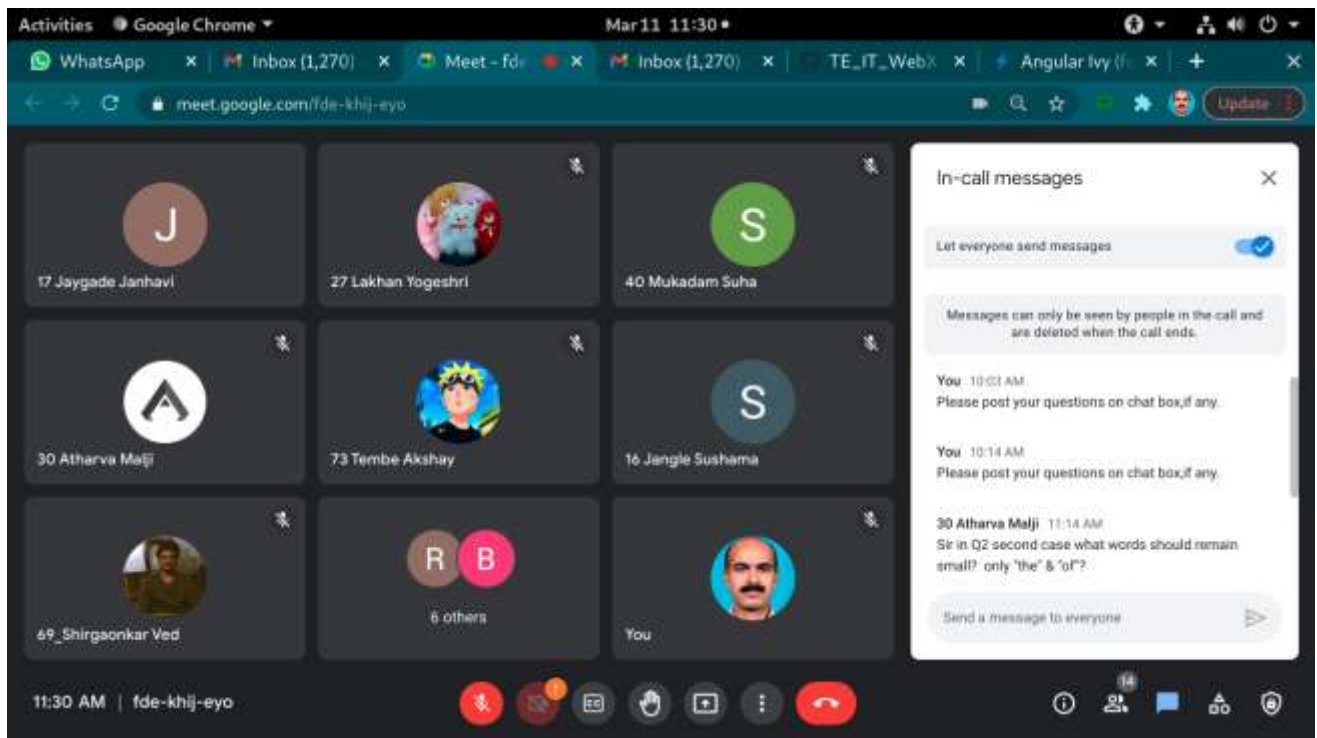 Activities Google Chrome Mar 11 11:30
WhatsApp Inbox (1,270) Meet – fde Inbox (1,270) TE_IT_WebX Angular Ivy (f
meet.google.com/fde-khij-eyo Update
J
S
17 Jaygade Janhavi 27 Lakhan Yogeshri 40 Mukadam Suha
S
30 Atharva Malji 73 Tembe Akshay 16 Jangle Sushama
R B
6 others
69_Shirgaonkar Ved You
In-call messages
Let everyone send messages
Messages can only be seen by people in the call and
are deleted when the call ends.
You 10:03 AM
Please post your questions on chat box,if any.
You 10:14 AM
Please post your questions on chat box,if any.
30 Atharva Malji 11:14 AM
Sir in Q2 second case what words should remain
small? only "the" & "of"?
Send a message to everyone
11:30 AM | fde-khij-eyo
14